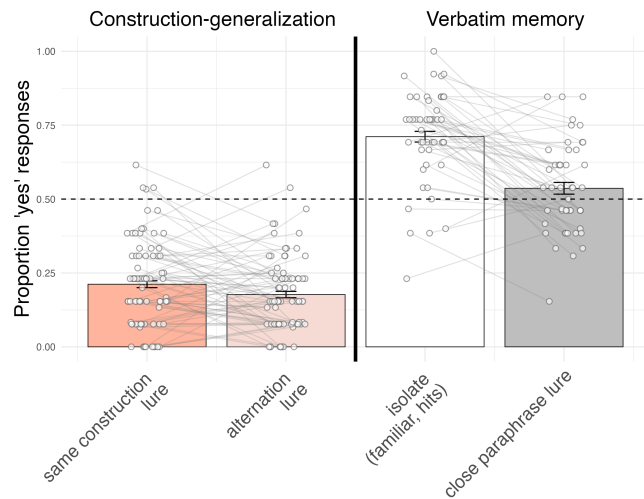 Construction-generalization
Verbatim memory
Proportion 'yes' responses
1.00
0.75
0.50
0.25
0.00
same construction
lure
alternation
lure
isolate
(familiar, hits)
close paraphrase lure